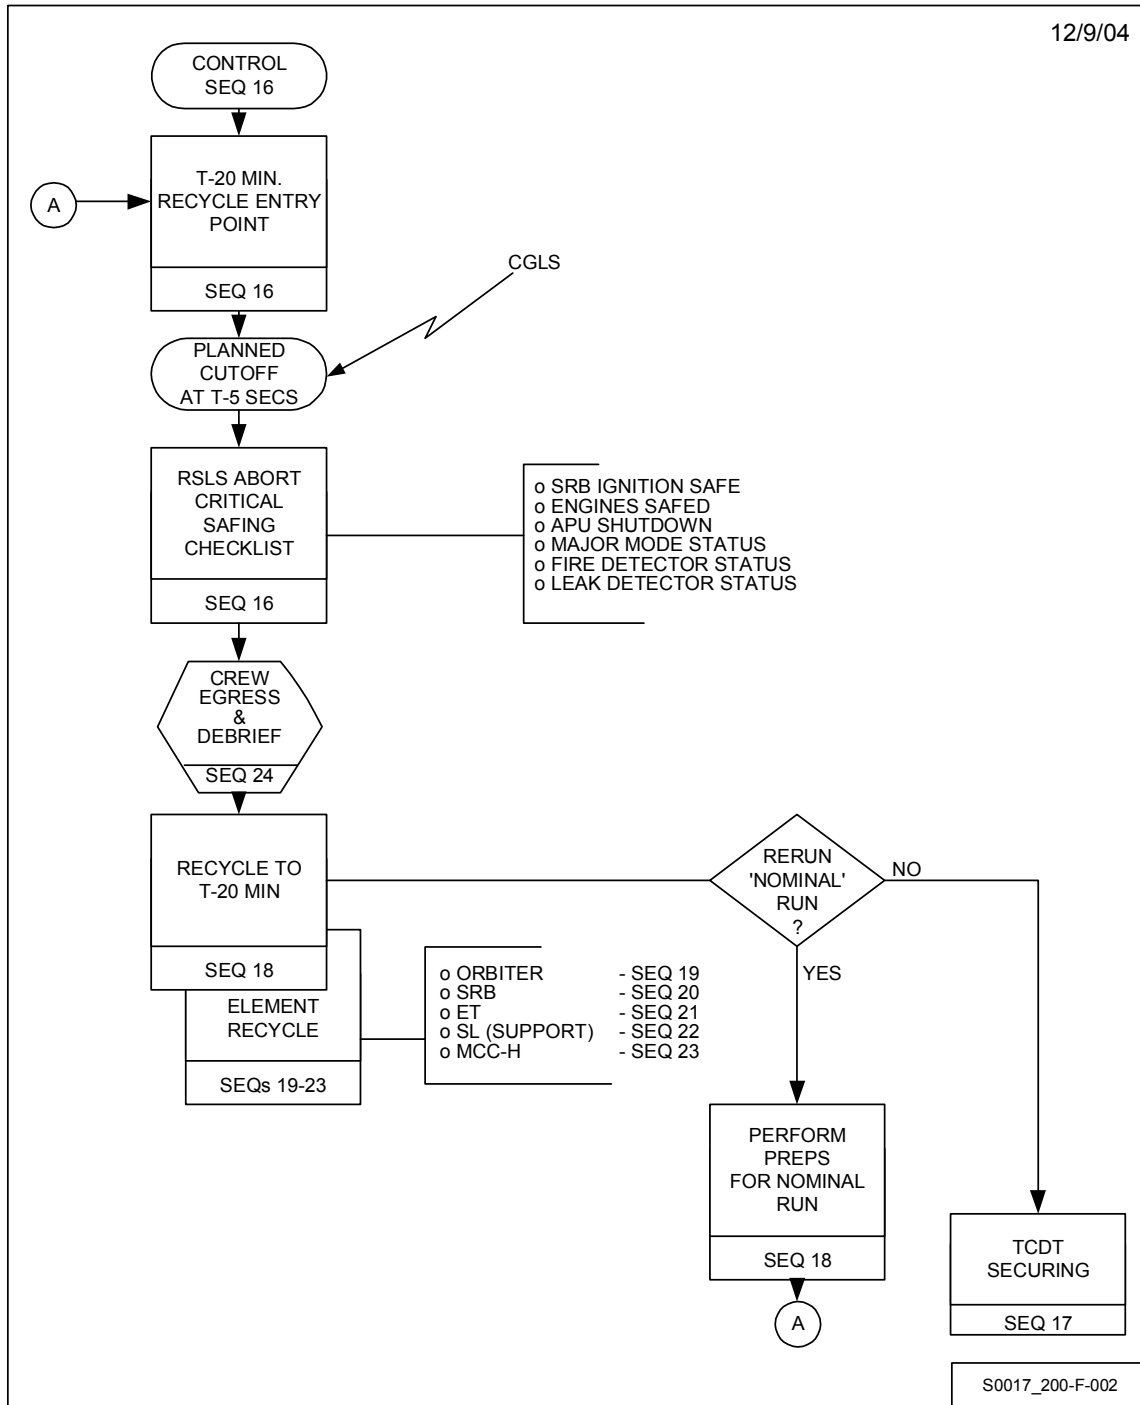 12/9/04
CONTROL
SEQ 16
T-20 MIN.
RECYCLE ENTRY
POINT
SEQ 16
A
CGLS
PLANNED
CUTOFF
AT T-5 SECS
RSLS ABORT
CRITICAL
SAFING
CHECKLIST
SEQ 16
o SRB IGNITION SAFE
o ENGINES SAFED
o APU SHUTDOWN
o MAJOR MODE STATUS
o FIRE DETECTOR STATUS
o LEAK DETECTOR STATUS
CREW
EGRESS
&
DEBRIEF
SEQ 24
RECYCLE TO
T-20 MIN
SEQ 18
ELEMENT
RECYCLE
SEQs 19-23
o ORBITER - SEQ 19
o SRB - SEQ 20
o ET - SEQ 21
o SL (SUPPORT) - SEQ 22
o MCC-H - SEQ 23
RERUN
'NOMINAL'
RUN
?
NO
YES
PERFORM
PREPS
FOR NOMINAL
RUN
SEQ 18
A
TCDT
SECURING
SEQ 17
S0017_200-F-002